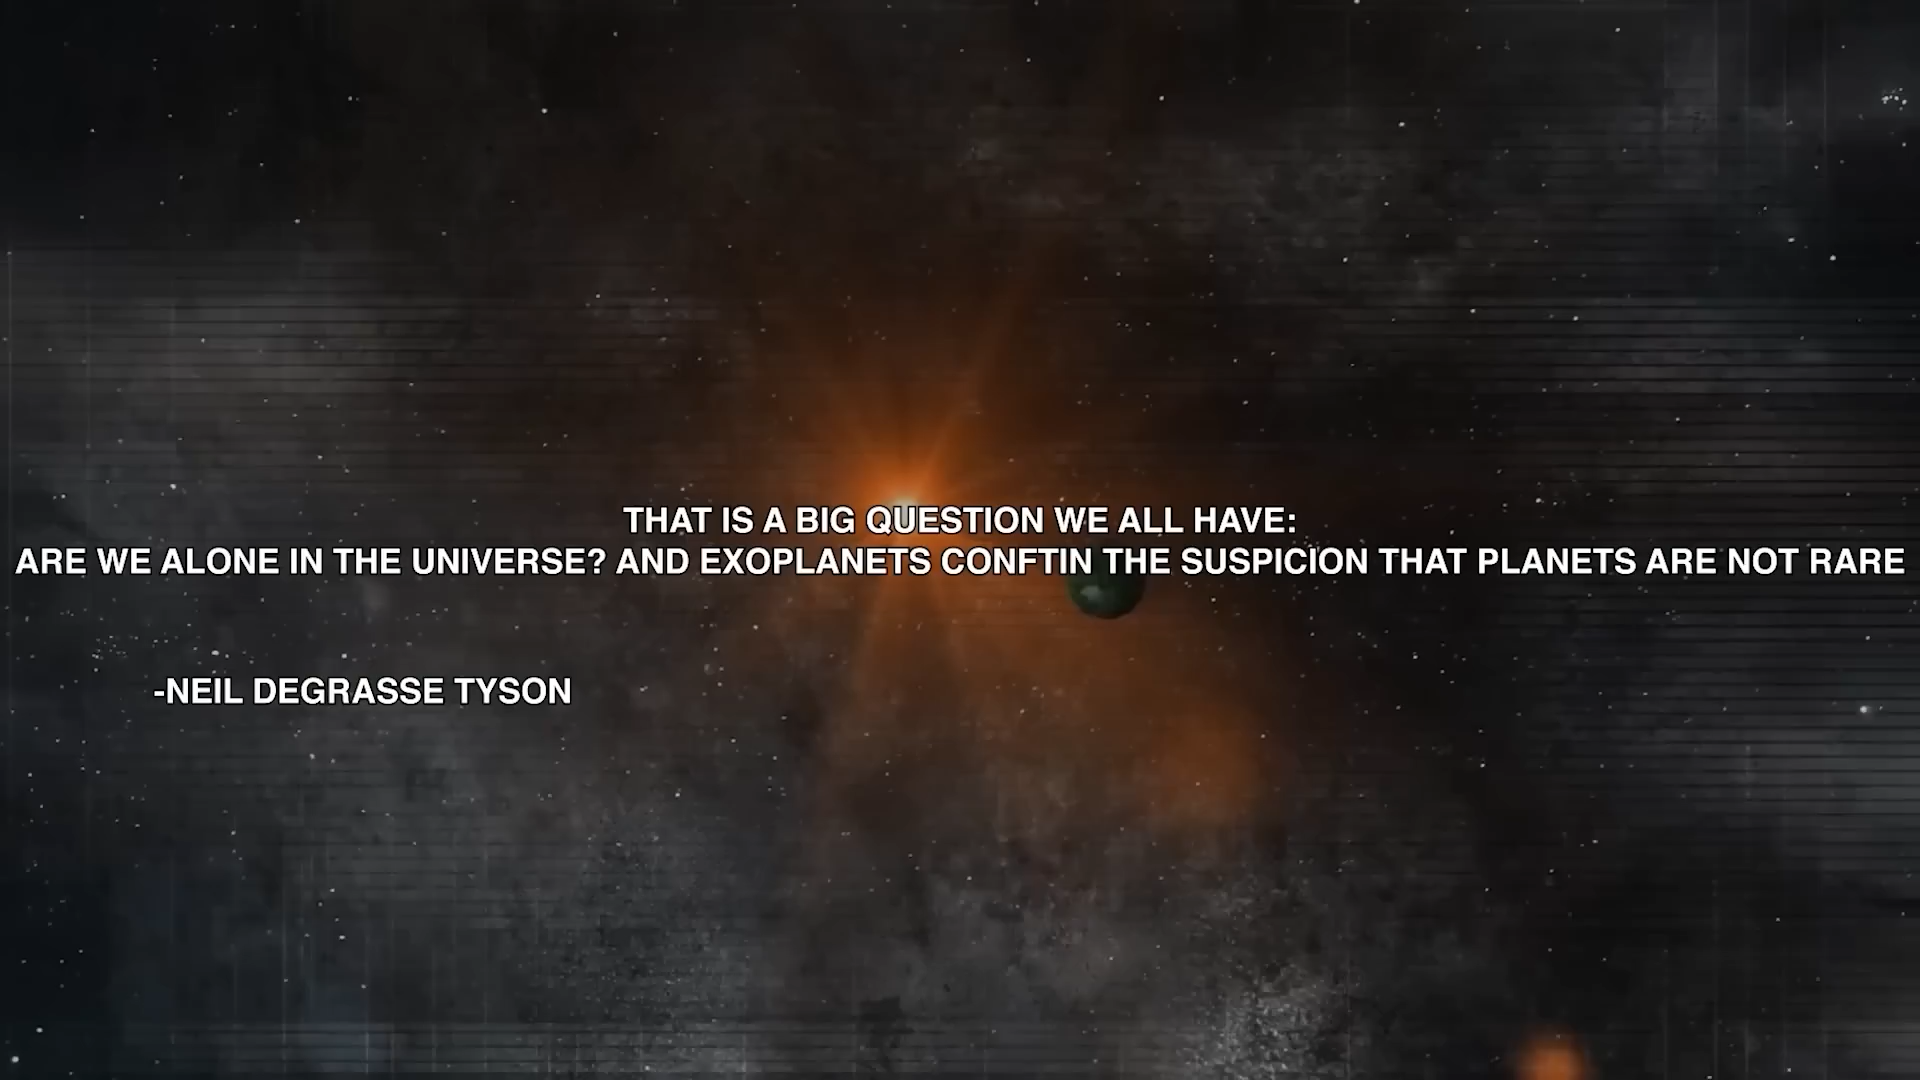 THAT IS A BIG QUESTION WE ALL HAVE:
ARE WE ALONE IN THE UNIVERSE? AND EXOPLANETS CONFTIN THE SUSPICION THAT PLANETS ARE NOT RARE
-NEIL DEGRASSE TYSON